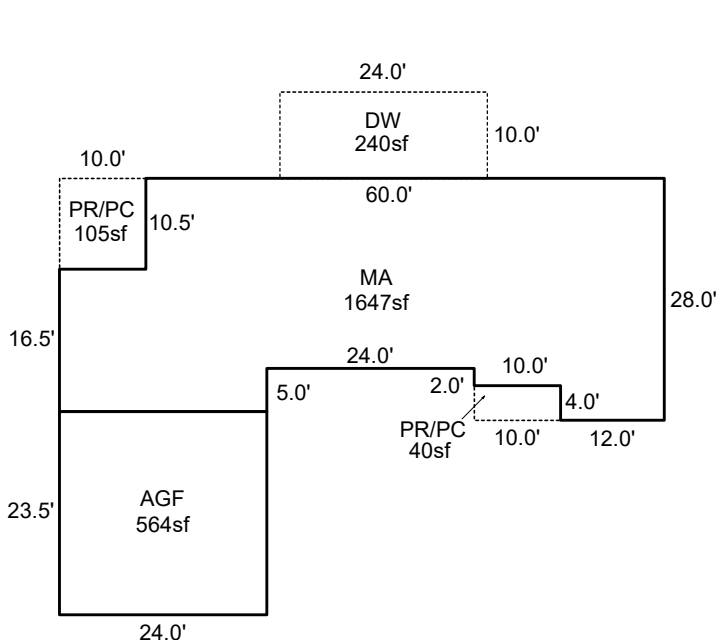 24.0'
DW
240sf
10.0'
10.0'
PR/PC
105sf
10.5'
60.0'
MA
1647sf
28.0'
16.5'
24.0'
10.0'
2.0'
5.0'
4.0'
PR/PC
40sf
10.0'
12.0'
AGF
564sf
23.5'
24.0'